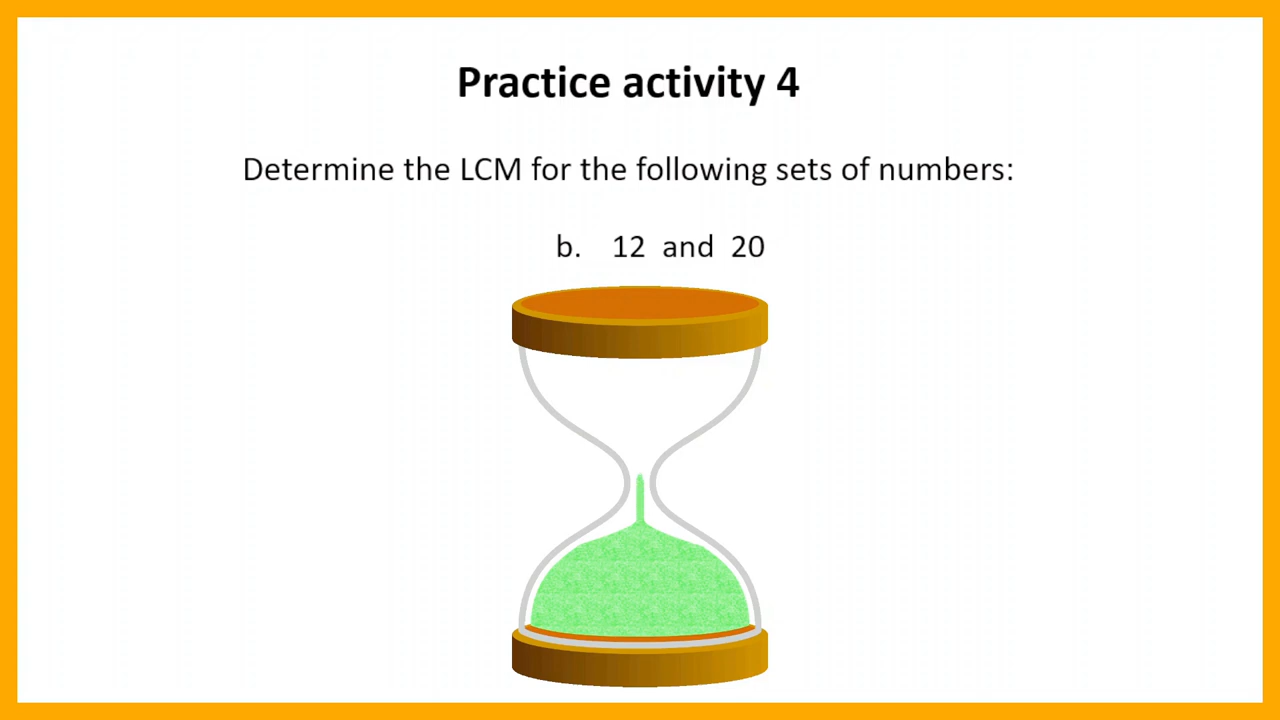 Practice activity 4
Determine the LCM for the following sets of numbers:
b. 12 and 20